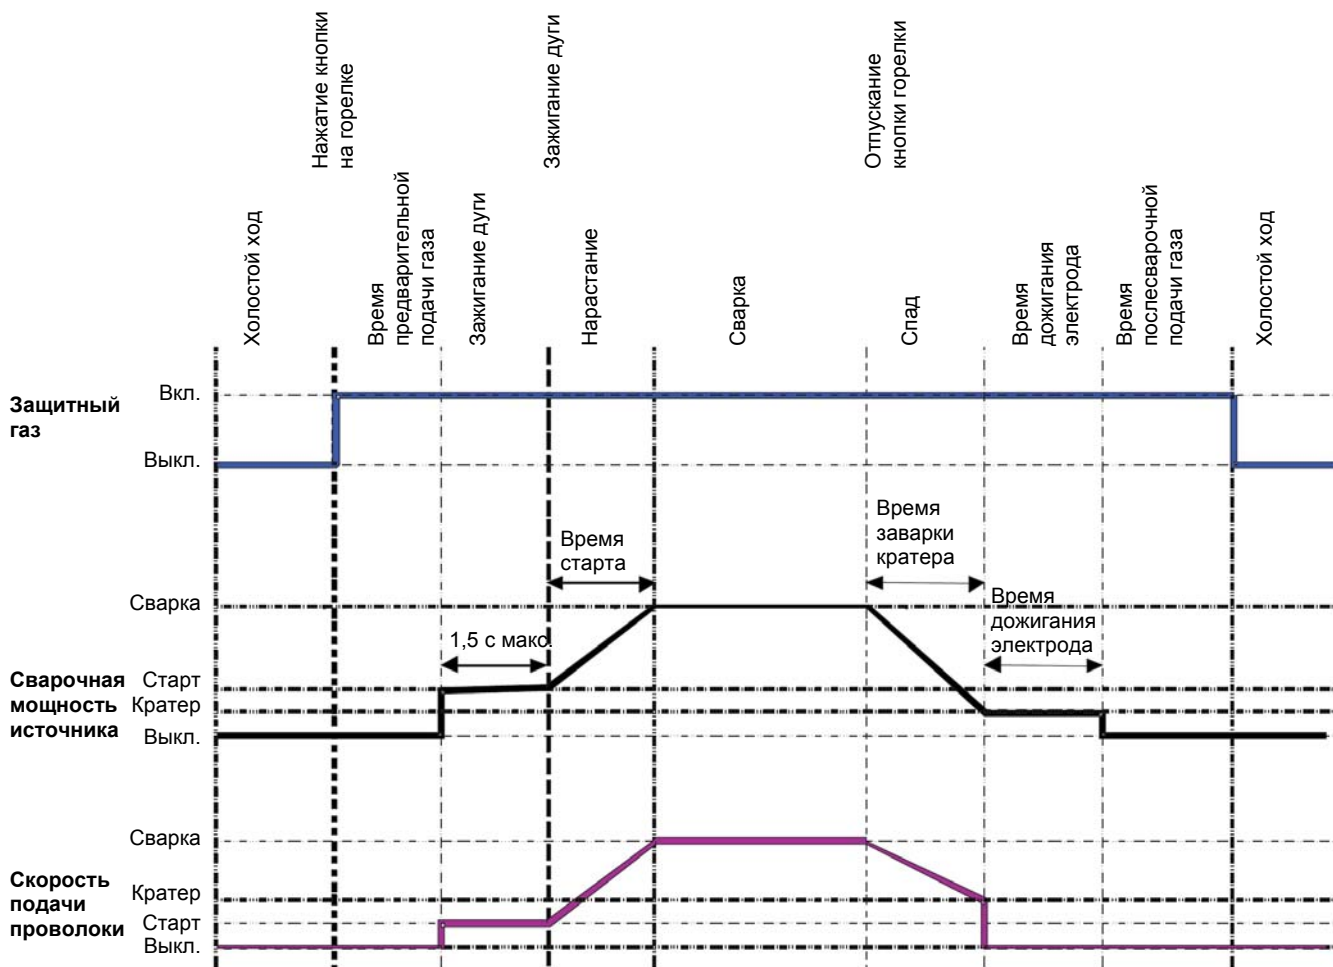 Нажатие кнопки
на горелке
Зажигание дуги
Отпускание
кнопки горелки
Холостой ход
Время
предварительной
подачи газа
Зажигание дуги
Нарастание
Сварка
Спад
Время
дожигания
электрода
Время
послесварочной
подачи газа
Холостой ход
Защитный
газ
Вкл.
Выкл.
Время
старта
Время
заварки
кратера
Сварка
Время
дожигания
электрода
1,5 с макс.
Сварочная
мощность
источника
Старт
Кратер
Выкл.
Сварка
Скорость
подачи
проволоки
Кратер
Старт
Выкл.